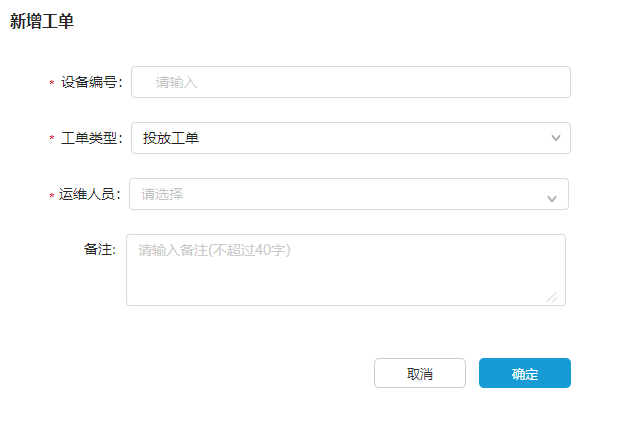 新增工单
* 设备编号: 请输入
* 工单类型: 投放工单
* 运维人员: 请选择
备注: 请输入备注(不超过40字)
取消 确定